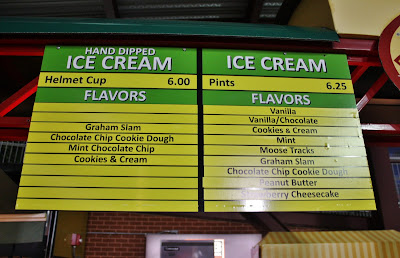 HAND DIPPED
ICE CREAM
Helmet Cup 6.00
FLAVORS
Graham Slam
Chocolate Chip Cookie Dough
Mint Chocolate Chip
Cookies & Cream
ICE CREAM
Pints 6.25
FLAVORS
Vanilla
Vanilla/Chocolate
Cookies & Cream
Mint
Moose Tracks
Graham Slam
Chocolate Chip Cookie Dough
Peanut Butter
Cheesecake